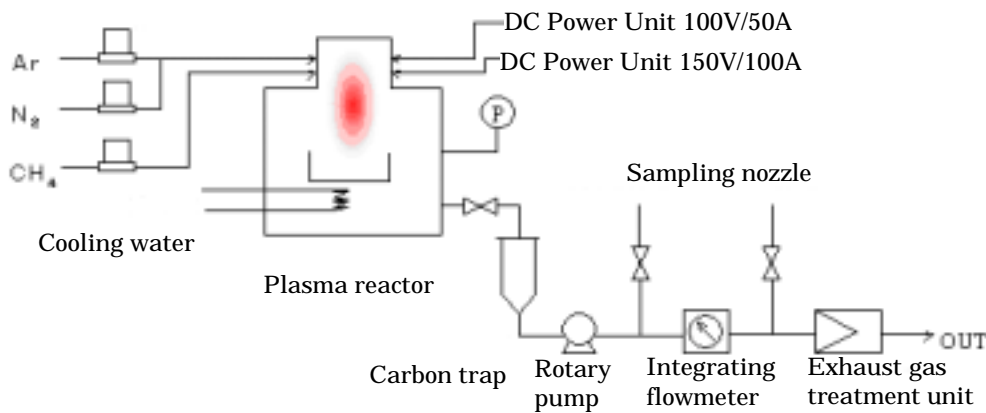 DC Power Unit 100V/50A
Ar
DC Power Unit 150V/100A
N₂
P
CH₄
Sampling nozzle
Cooling water
Plasma reactor
OUT
Carbon trap
Rotary
pump
Integrating
flowmeter
Exhaust gas
treatment unit